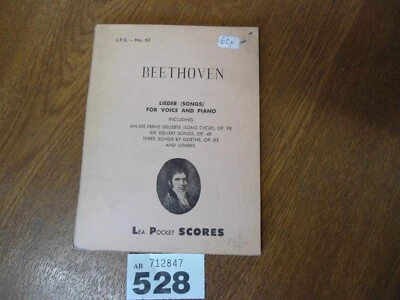 L.P.S. - No. 60
60p
BEETHOVEN
LIEDER (SONGS)
FOR VOICE AND PIANO
INCLUDING
AN DIE FERNE GELIEBTE (SONG CYCLE), OP. 98
SIX GELLERT SONGS, OP. 48
THREE SONGS BY GOETHE, OP. 83
AND OTHERS
LEA POCKET SCORES
AB 712847
528